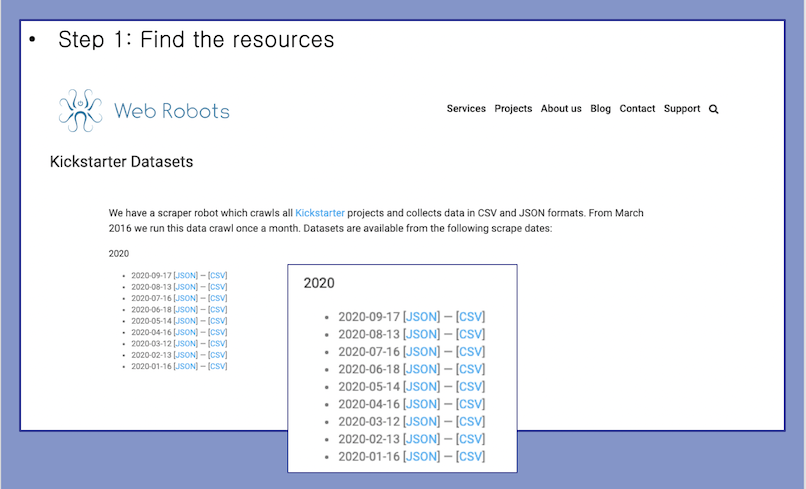 • Step 1: Find the resources
Web Robots
Services Projects About us Blog Contact Support
Kickstarter Datasets
We have a scraper robot which crawls all Kickstarter projects and collects data in CSV and JSON formats. From March
2016 we run this data crawl once a month. Datasets are available from the following scrape dates:
2020
• 2020-09-17 [JSON] — [CSV]
• 2020-08-13 [JSON] — [CSV]
• 2020-07-16 [JSON] — [CSV]
• 2020-06-18 [JSON] — [CSV]
• 2020-05-14 [JSON] — [CSV]
• 2020-04-16 [JSON] — [CSV]
• 2020-03-12 [JSON] — [CSV]
• 2020-02-13 [JSON] — [CSV]
• 2020-01-16 [JSON] — [CSV]
2020
• 2020-09-17 [JSON] — [CSV]
• 2020-08-13 [JSON] — [CSV]
• 2020-07-16 [JSON] — [CSV]
• 2020-06-18 [JSON] — [CSV]
• 2020-05-14 [JSON] — [CSV]
• 2020-04-16 [JSON] — [CSV]
• 2020-03-12 [JSON] — [CSV]
• 2020-02-13 [JSON] — [CSV]
• 2020-01-16 [JSON] — [CSV]